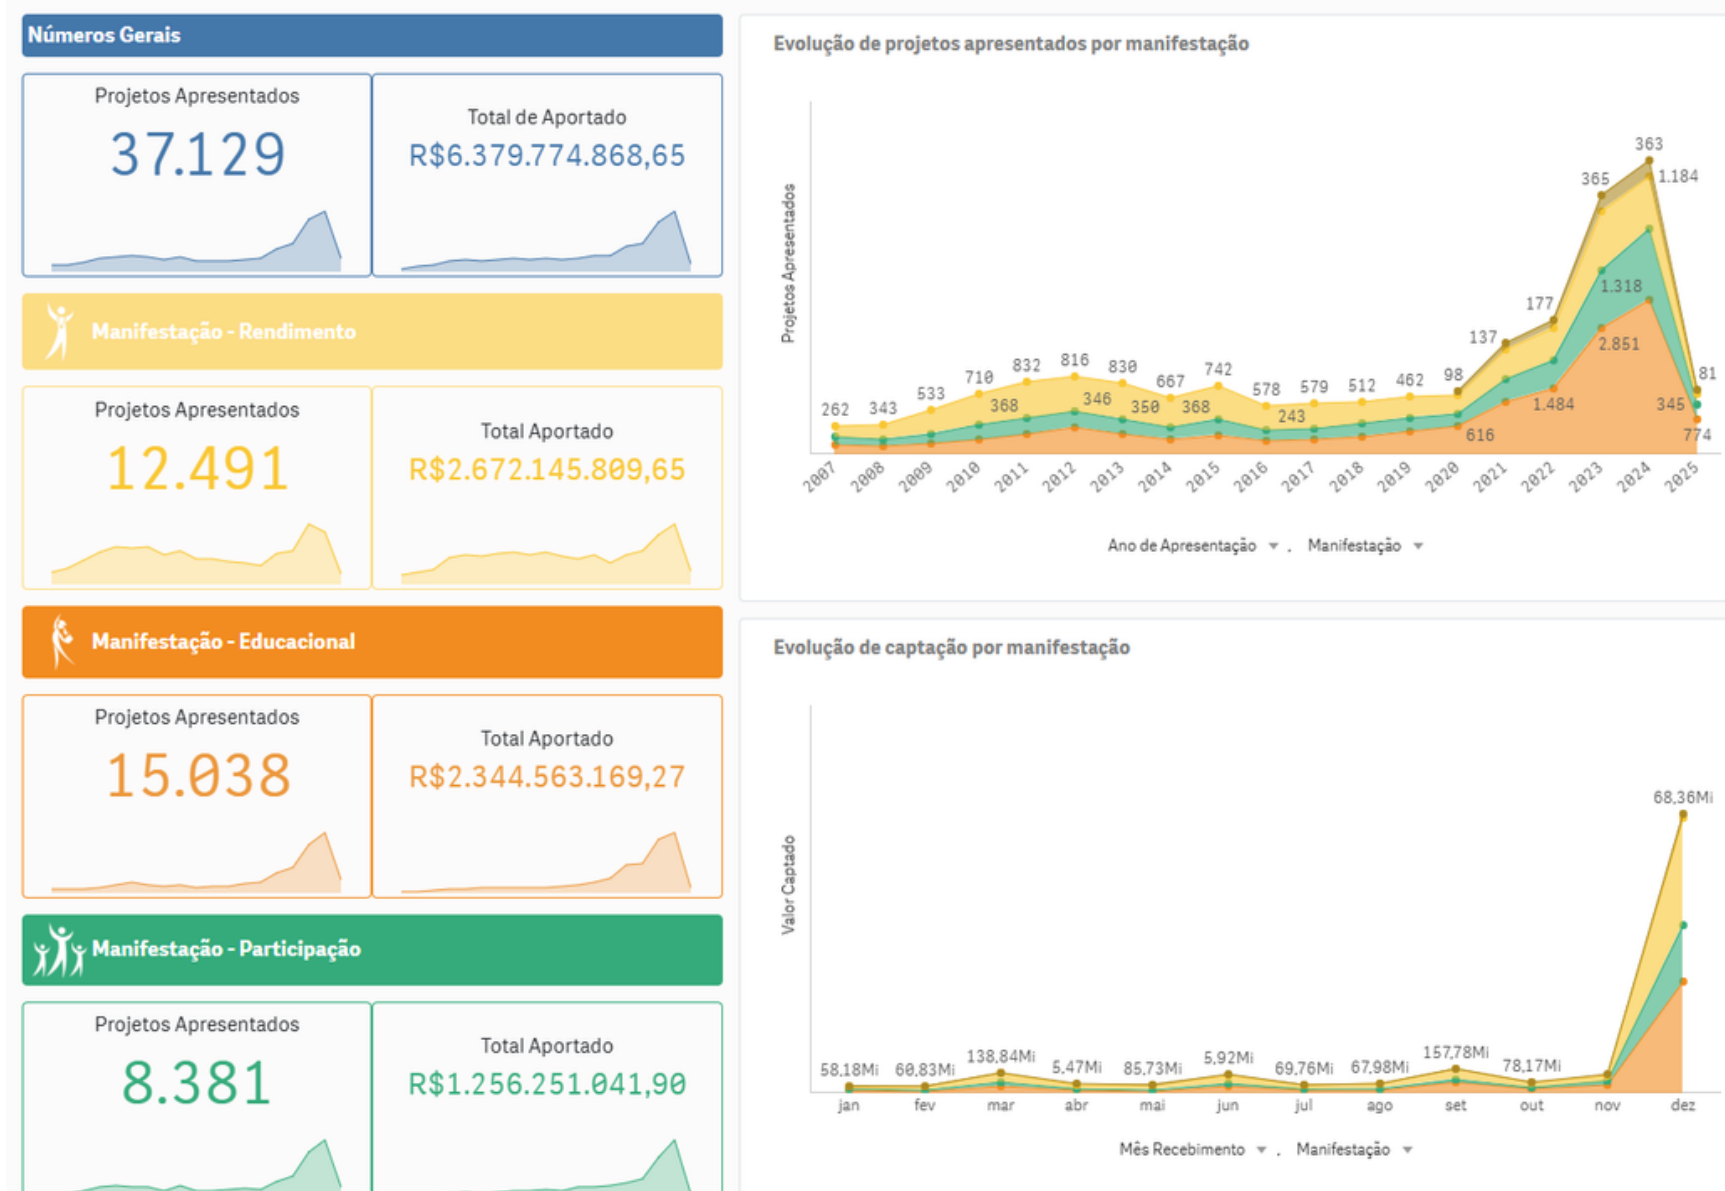 Números Gerais
Projetos Apresentados
37.129
Total de Aportado
R$6.379.774.868,65
Manifestação - Rendimento
Projetos Apresentados
12.491
Total Aportado
R$2.672.145.809,65
Manifestação - Educacional
Projetos Apresentados
15.038
Total Aportado
R$2.344.563.169,27
Manifestação - Participação
Projetos Apresentados
8.381
Total Aportado
R$1.256.251.041,90
Evolução de projetos apresentados por manifestação
Projetos Apresentados
363
365
1.184
1.318
177
137
2.851
832
816
830
742
710
667
578
579
512
462
98
81
533
262
343
368
346
350
368
243
1.484
345
616
774
2007
2008
2009
2010
2011
2012
2013
2014
2015
2016
2017
2018
2019
2020
2021
2022
2023
2024
2025
Ano de Apresentação . Manifestação
Evolução de captação por manifestação
Valor Captado
68,36Mi
58,18Mi
60,83Mi
138,84Mi
5,47Mi
85,73Mi
5,92Mi
69,76Mi
67,98Mi
157,78Mi
78,17Mi
jan
fev
mar
abr
mai
jun
jul
ago
set
out
nov
dez
Mês Recebimento . Manifestação